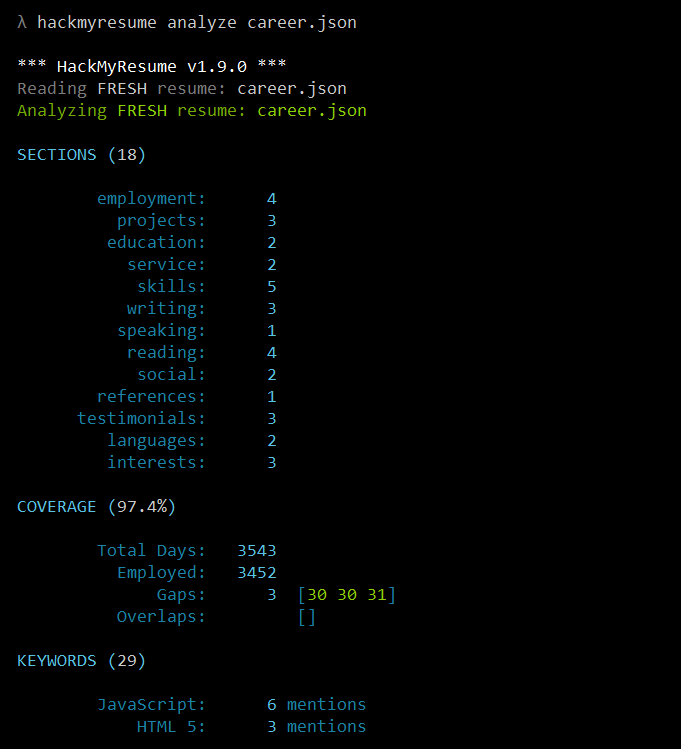 λ hackmyresume analyze career.json
*** HackMyResume v1.9.0 ***
Reading FRESH resume: career.json
Analyzing FRESH resume: career.json
SECTIONS (18)
employment: 4
projects: 3
education: 2
service: 2
skills: 5
writing: 3
speaking: 1
reading: 4
social: 2
references: 1
testimonials: 3
languages: 2
interests: 3
COVERAGE (97.4%)
Total Days: 3543
Employed: 3452
Gaps: 3 [30 30 31]
Overlaps: []
KEYWORDS (29)
JavaScript: 6 mentions
HTML 5: 3 mentions